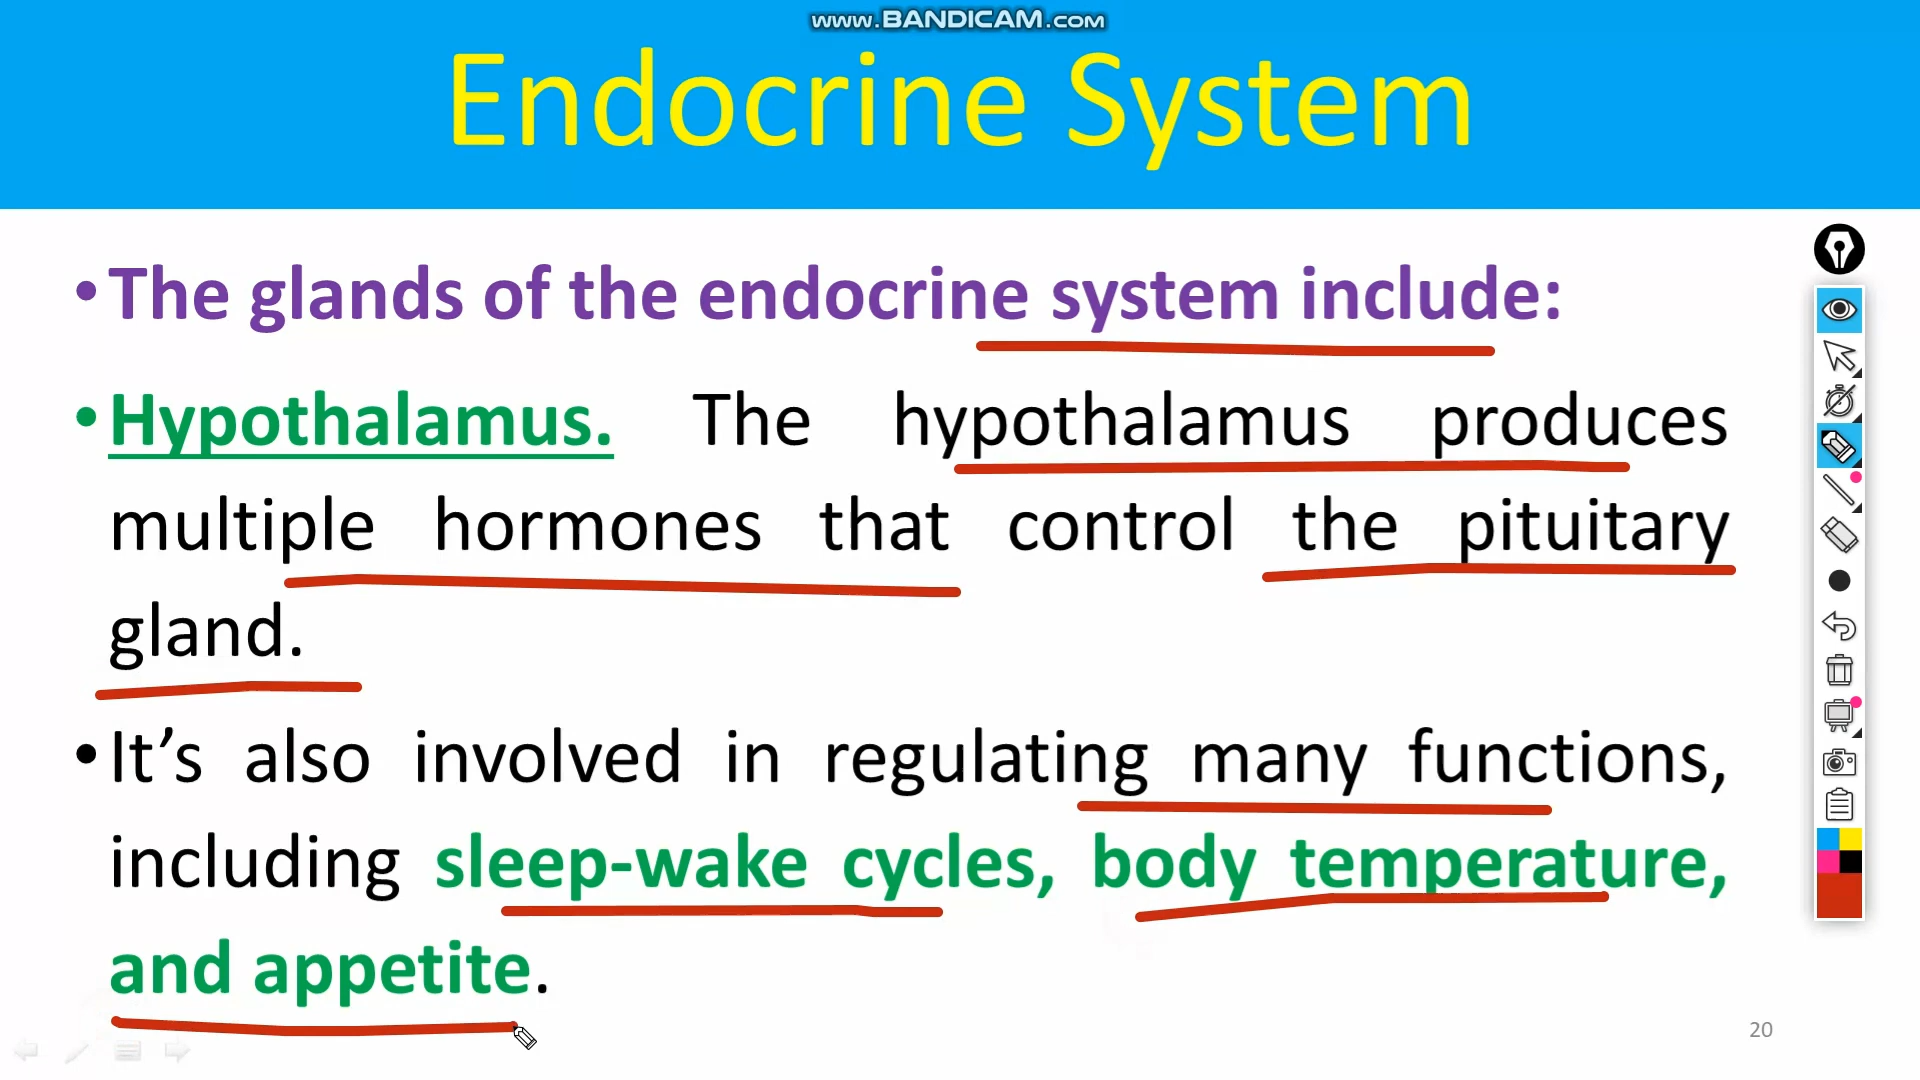 www.BANDICAM.com
Endocrine System
•The glands of the endocrine system include:
•Hypothalamus. The hypothalamus produces
multiple hormones that control the pituitary
gland.
•It’s also involved in regulating many functions,
including sleep-wake cycles, body temperature,
and appetite.
20